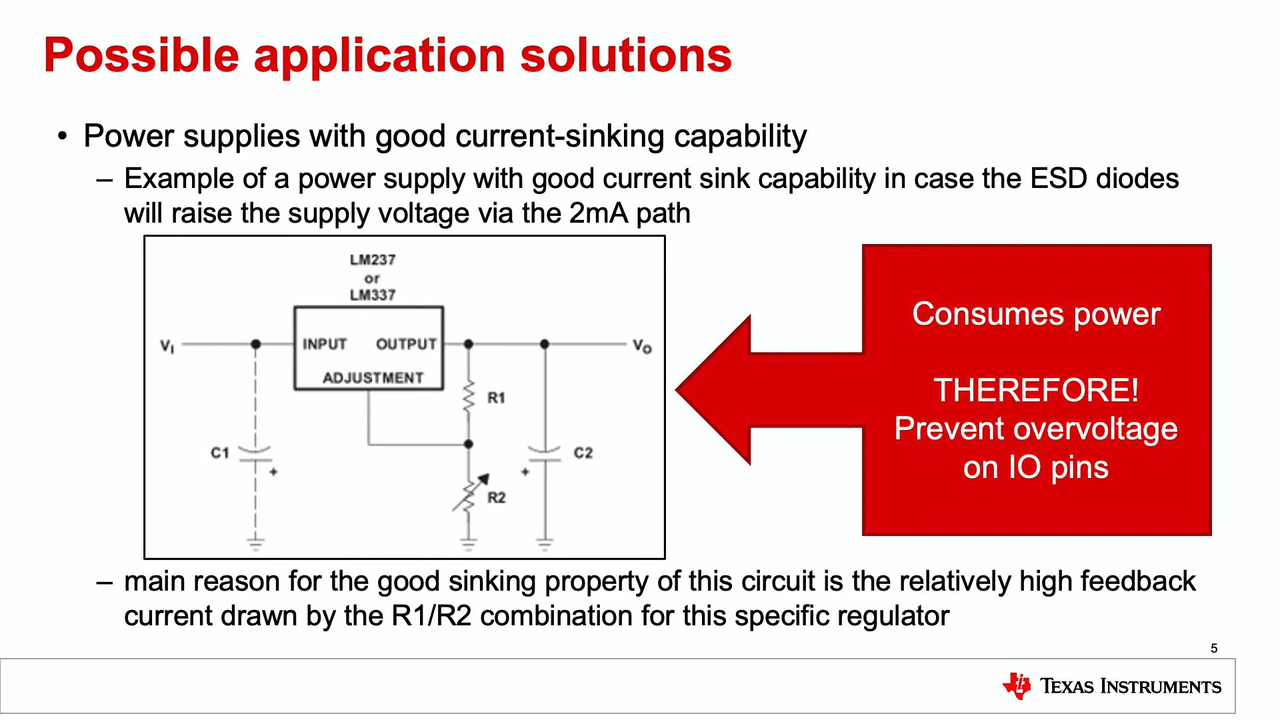 Possible application solutions
• Power supplies with good current-sinking capability
– Example of a power supply with good current sink capability in case the ESD diodes
will raise the supply voltage via the 2mA path
LM237
or
LM337
VI
INPUT OUTPUT
VO
ADJUSTMENT
R1
C1
+
R2
+
C2
Consumes power
THEREFORE!
Prevent overvoltage
on IO pins
– main reason for the good sinking property of this circuit is the relatively high feedback
current drawn by the R1/R2 combination for this specific regulator
5
TEXAS INSTRUMENTS